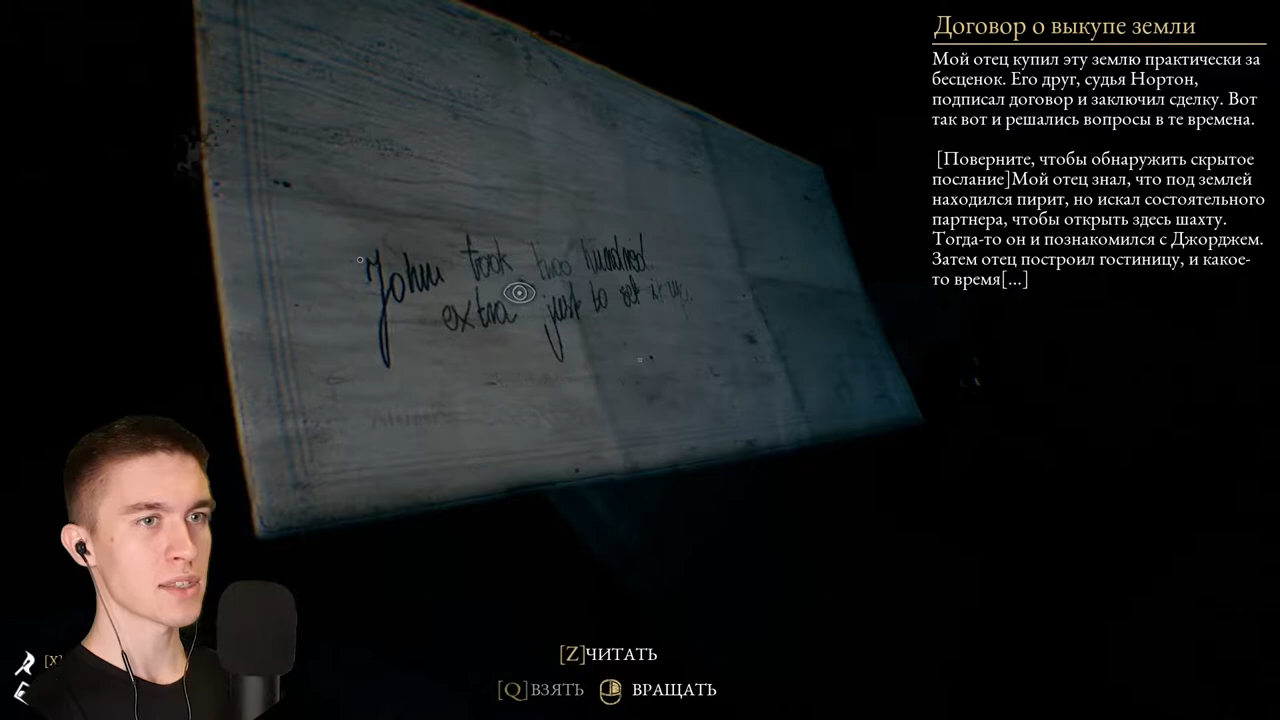 Договор о выкупе земли
Мой отец купил эту землю практически за
бесценок. Его друг, судья Нортон,
подписал договор и заключил сделку. Вот
так вот и решались вопросы в те времена.
[Поверните, чтобы обнаружить скрытое
послание]Мой отец знал, что под землей
находился пирит, но искал состоятельного
партнера, чтобы открыть здесь шахту.
Тогда-то он и познакомился с Джорджем.
Затем отец построил гостиницу, и какое-
то время[...]
John took two hundred
extra just to set it up.
[X]
[Z]ЧИТАТЬ
[Q]ВЗЯТЬ ВРАЩАТЬ